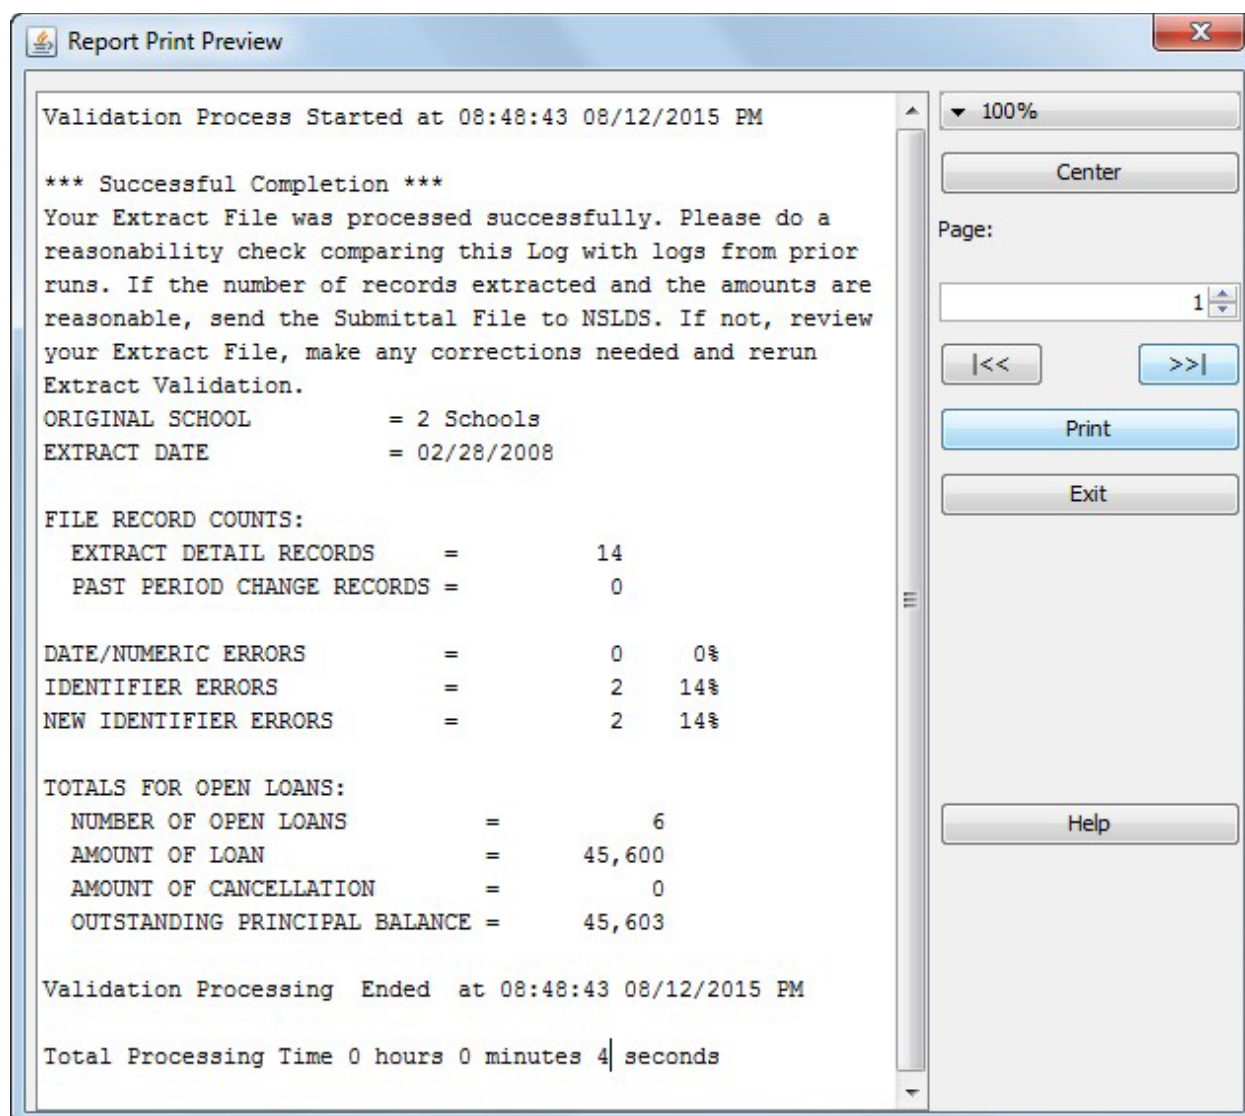 Report Print Preview
Validation Process Started at 08:48:43 08/12/2015 PM
*** Successful Completion ***
Your Extract File was processed successfully. Please do a
reasonability check comparing this Log with logs from prior
runs. If the number of records extracted and the amounts are
reasonable, send the Submittal File to NSLDS. If not, review
your Extract File, make any corrections needed and rerun
Extract Validation.
ORIGINAL SCHOOL = 2 Schools
EXTRACT DATE = 02/28/2008
FILE RECORD COUNTS:
EXTRACT DETAIL RECORDS = 14
PAST PERIOD CHANGE RECORDS = 0
DATE/NUMERIC ERRORS = 0 0%
IDENTIFIER ERRORS = 2 14%
NEW IDENTIFIER ERRORS = 2 14%
TOTALS FOR OPEN LOANS:
NUMBER OF OPEN LOANS = 6
AMOUNT OF LOAN = 45,600
AMOUNT OF CANCELLATION = 0
OUTSTANDING PRINCIPAL BALANCE = 45,603
Validation Processing Ended at 08:48:43 08/12/2015 PM
Total Processing Time 0 hours 0 minutes 4 seconds
100%
Center
Page:
1
|<< >>|
Print
Exit
Help